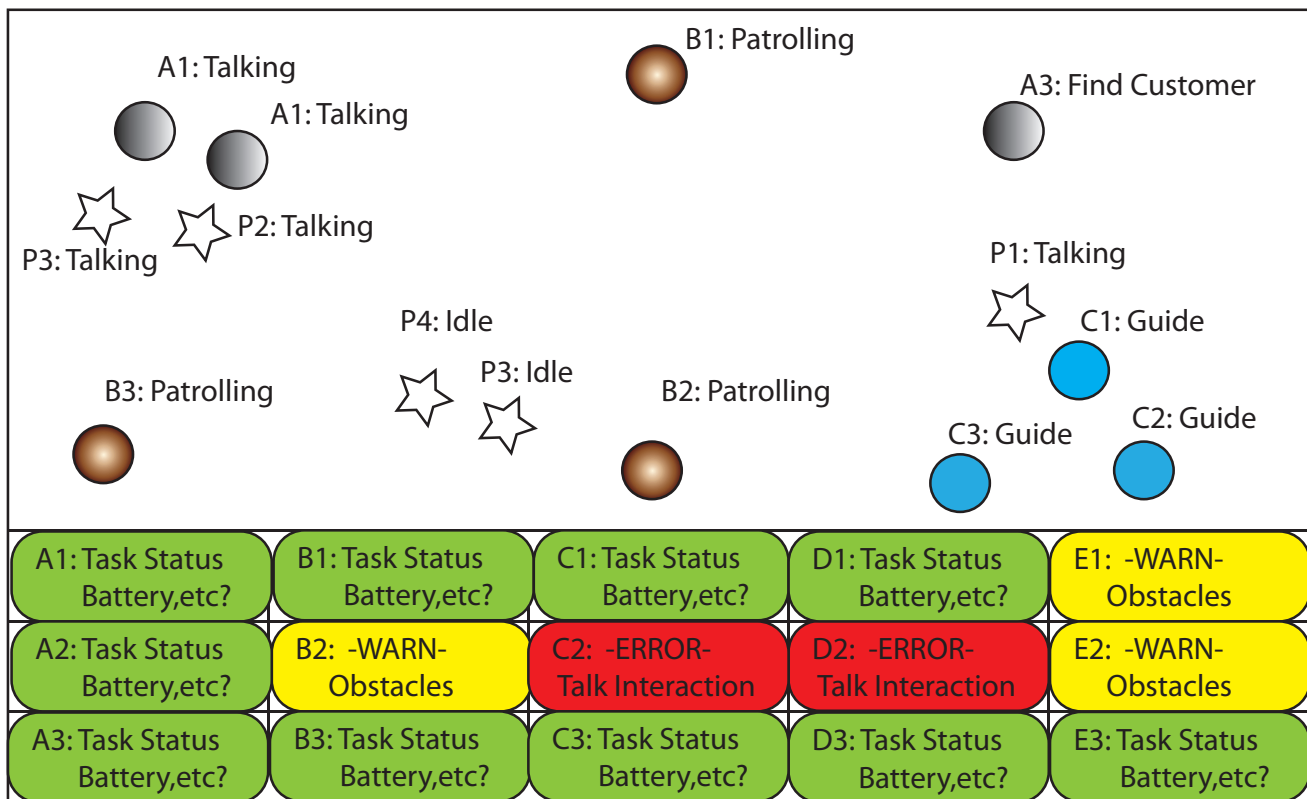 B1: Patrolling
A1: Talking
A3: Find Customer
A1: Talking
P2: Talking
P3: Talking
P1: Talking
P4: Idle
C1: Guide
P3: Idle
B3: Patrolling
B2: Patrolling
C3: Guide
C2: Guide
A1: Task Status
Battery,etc?
B1: Task Status
Battery,etc?
C1: Task Status
Battery,etc?
D1: Task Status
Battery,etc?
E1: -WARN-
Obstacles
A2: Task Status
Battery,etc?
B2: -WARN-
Obstacles
C2: -ERROR-
Talk Interaction
D2: -ERROR-
Talk Interaction
E2: -WARN-
Obstacles
A3: Task Status
Battery,etc?
B3: Task Status
Battery,etc?
C3: Task Status
Battery,etc?
D3: Task Status
Battery,etc?
E3: Task Status
Battery,etc?